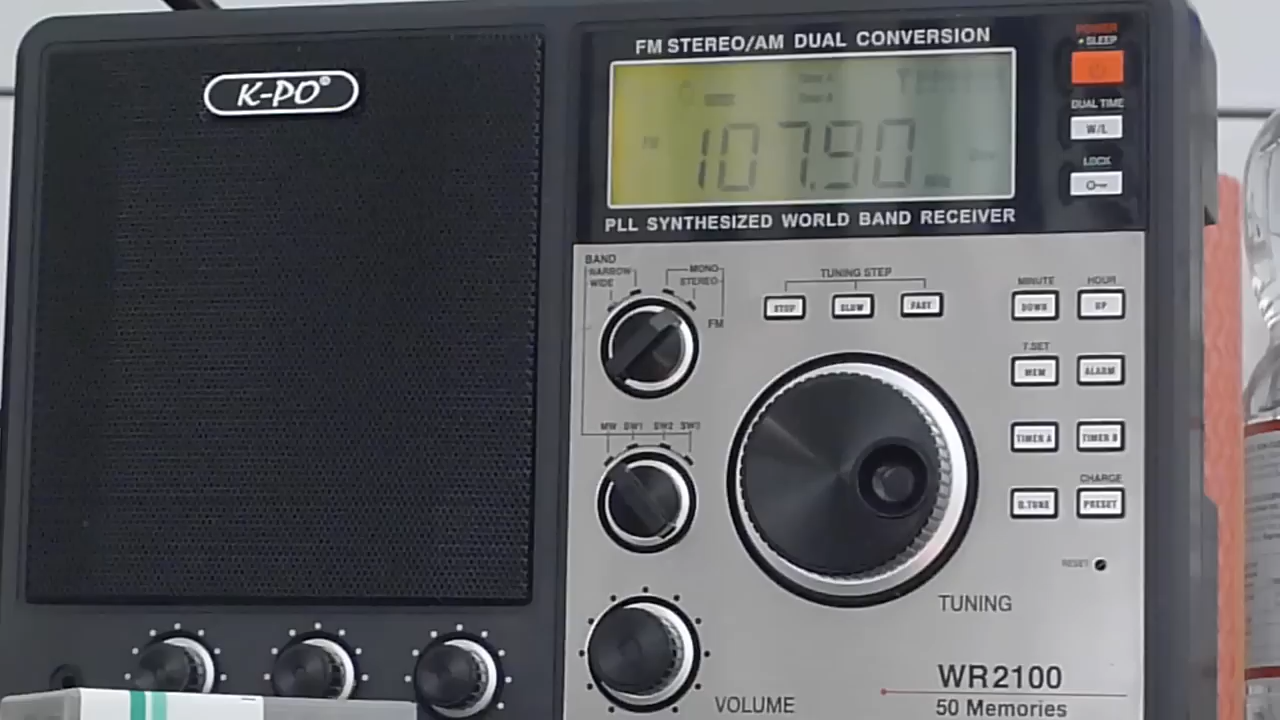 K-PO®
FM STEREO/AM DUAL CONVERSION
FM
107.90
PLL SYNTHESIZED WORLD BAND RECEIVER
POWER
• SLEEP
DUAL TIME
W/L
LOCK
BAND
NARROW
WIDE
MONO
STEREO
FM
TUNING STEP
STOP
SLOW
FAST
MINUTE
HOUR
DOWN
UP
T.SET
MEM
ALARM
MW SW1 SW2 SW3
TIMER A
TIMER B
CHARGE
D.TUNE
PRESET
RESET
TUNING
VOLUME
WR2100
50 Memories